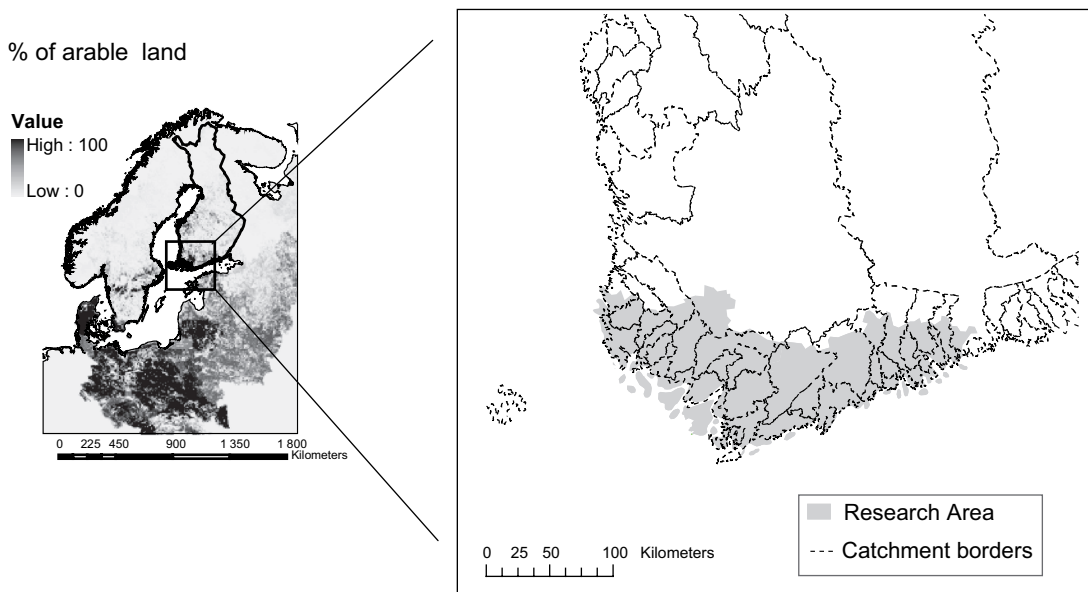 % of arable land
Value
High : 100
Low : 0
0 225 450 900 1 350 1 800
Kilometers
Research Area
Catchment borders
0 25 50 100 Kilometers